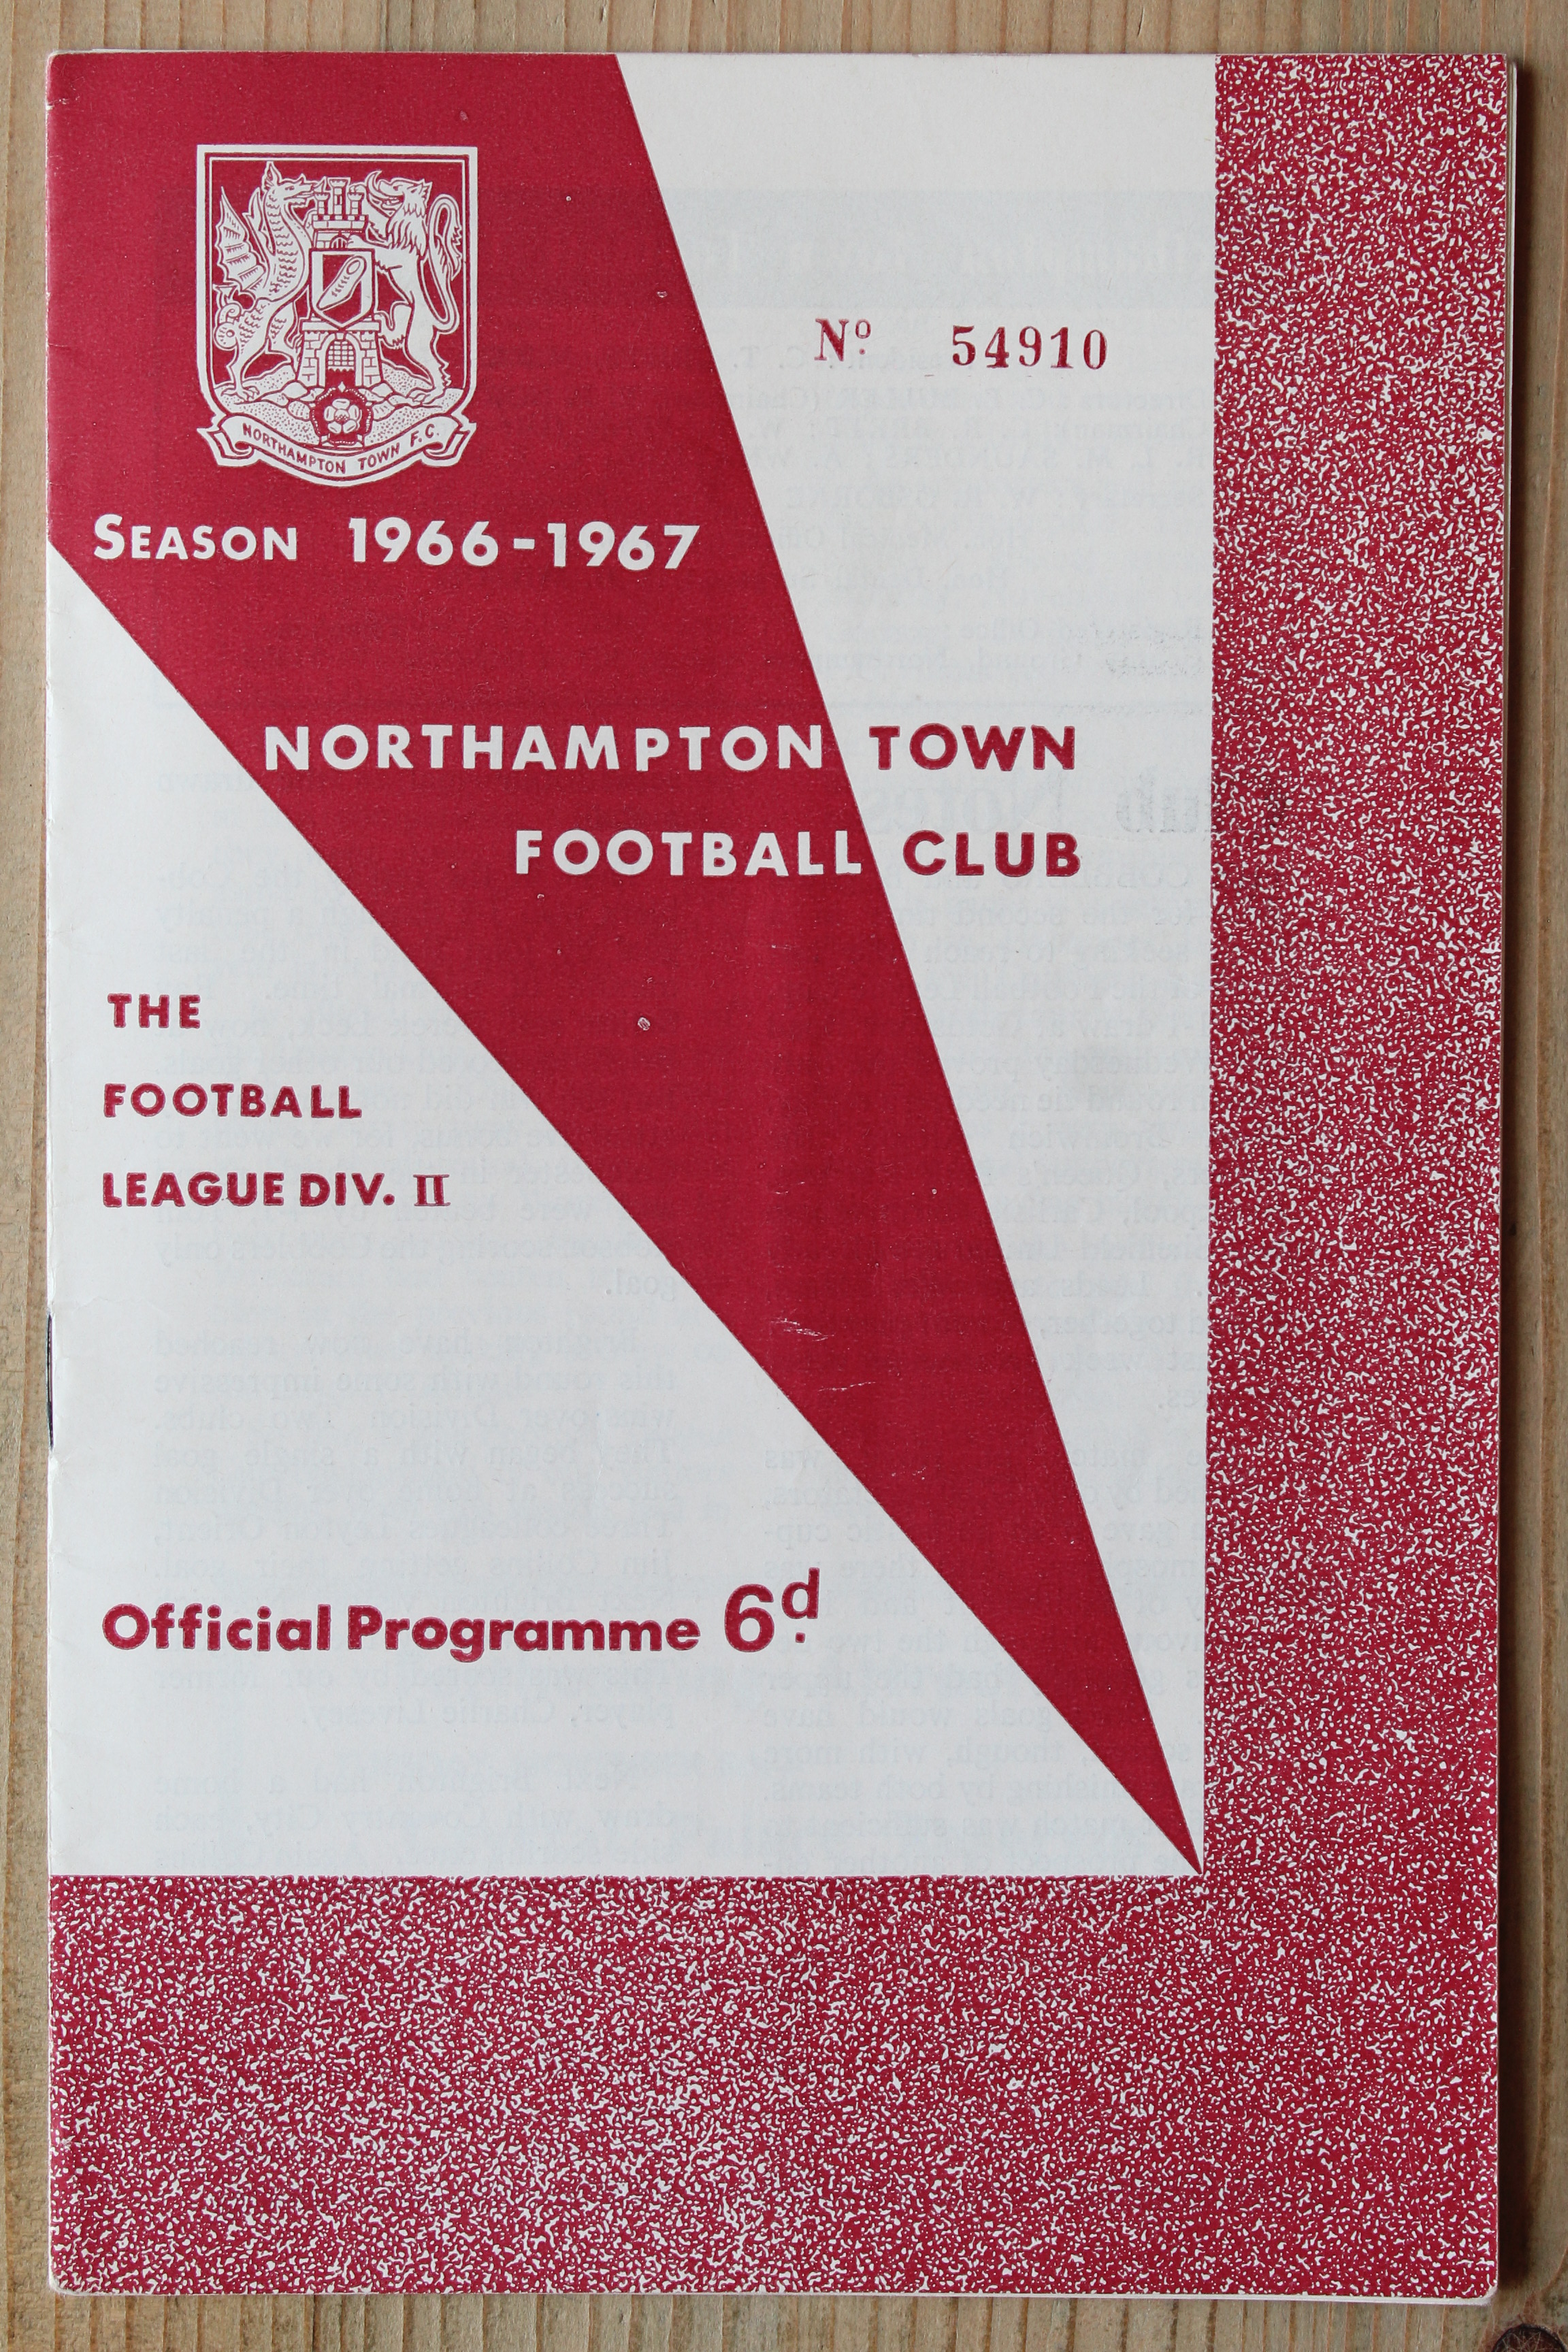 NORTHAMPTON TOWN F.C.
No. 54910
SEASON 1966-1967
NORTHAMPTON TOWN
FOOTBALL CLUB
THE
FOOTBALL
LEAGUE DIV. II
Official Programme 6d.